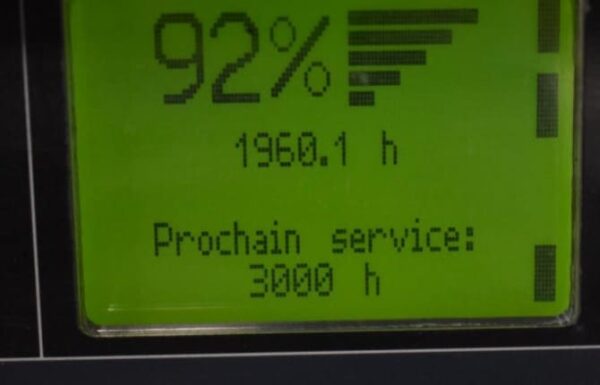 92%
1960.1 h
Prochain service:
3000 h